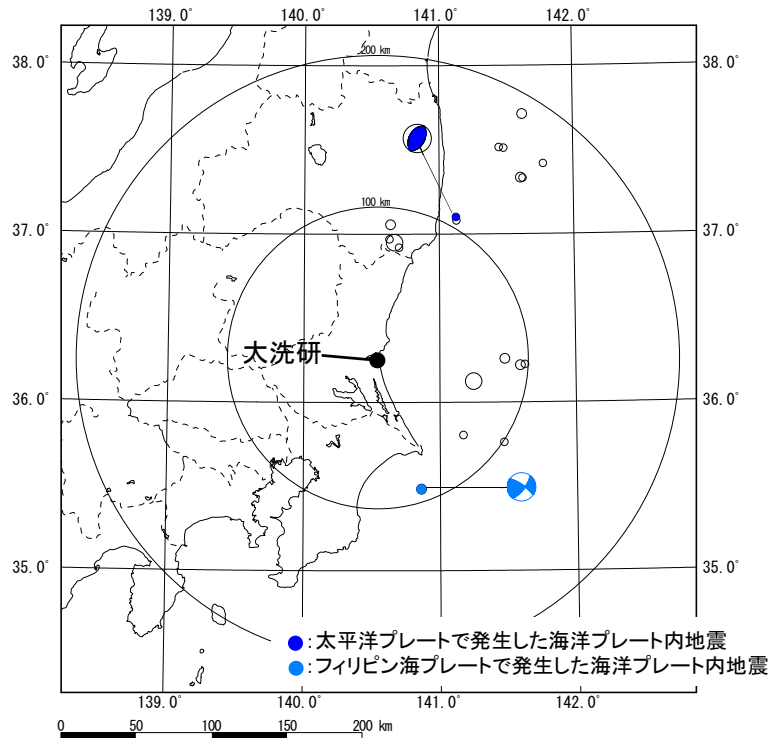 139.0° 140.0° 141.0° 142.0°
38.0° 200 km 38.0°
37.0° 100 km 37.0°
大洗研
36.0° 36.0°
35.0° 35.0°
:太平洋プレートで発生した海洋プレート内地震
:フィリピン海プレートで発生した海洋プレート内地震
139.0° 140.0° 141.0° 142.0°
0 50 100 150 200 km